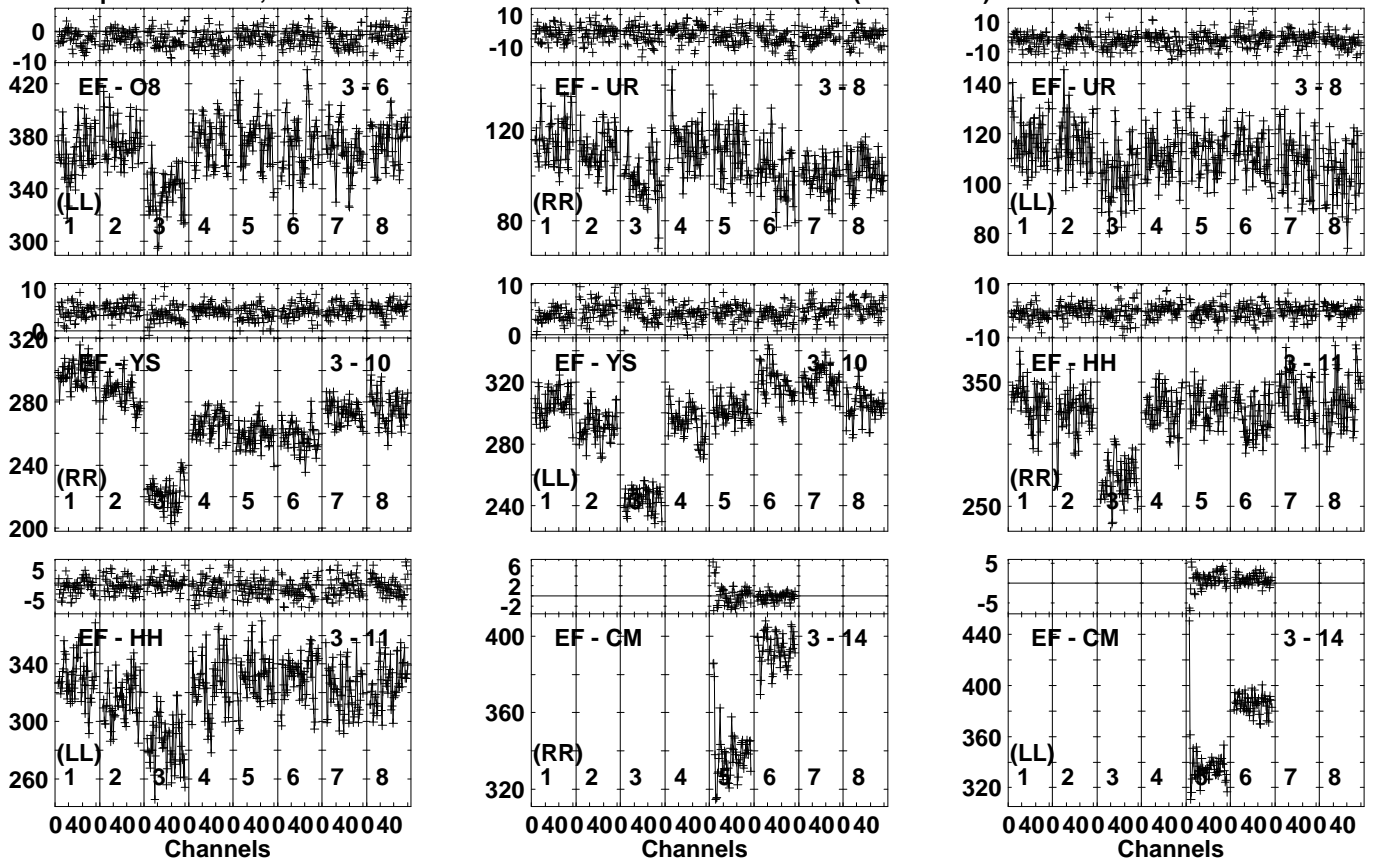 0
-10
10
-10
10
-10
420
380
340
300
EF - O8 3 - 6
(LL)
1 2 3 4 5 6 7 8
120
80
EF - UR 3 - 8
(RR)
1 2 3 4 5 6 7 8
140
120
100
80
EF - UR 3 - 8
(LL)
1 2 3 4 5 6 7 8
10
0
10
0
10
-10
320
280
240
200
EF - YS 3 - 10
(RR)
1 2 3 4 5 6 7 8
320
280
240
EF - YS 3 - 10
(LL)
1 2 3 4 5 6 7 8
350
250
EF - HH 3 - 11
(RR)
1 2 3 4 5 6 7 8
5
-5
6
2
-2
5
-5
340
300
260
EF - HH 3 - 11
(LL)
1 2 3 4 5 6 7 8
400
360
320
EF - CM 3 - 14
(RR)
1 2 3 4 5 6 7 8
440
400
360
320
EF - CM 3 - 14
(LL)
1 2 3 4 5 6 7 8
0 40 0 40 0 40 0 40 0 40 0 40 0 40 0 40
Channels
0 40 0 40 0 40 0 40 0 40 0 40 0 40 0 40
Channels
0 40 0 40 0 40 0 40 0 40 0 40 0 40 0 40
Channels